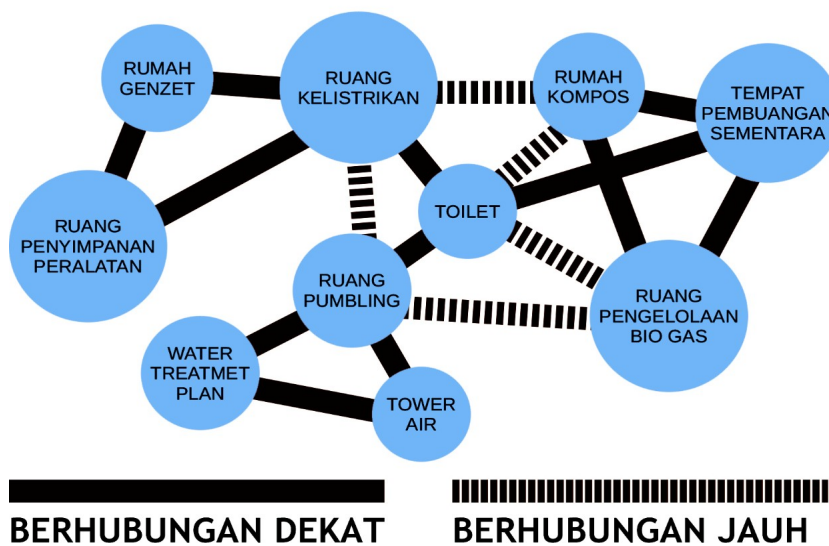 RUMAH
GENZET
RUANG
KELISTRIKAN
RUMAH
KOMPOS
TEMPAT
PEMBUANGAN
SEMENTARA
RUANG
PENYIMPANAN
PERALATAN
TOILET
RUANG
PUMBLING
RUANG
PENGELOLAAN
BIO GAS
WATER
TREATMET
PLAN
TOWER
AIR
BERHUBUNGAN DEKAT
BERHUBUNGAN JAUH